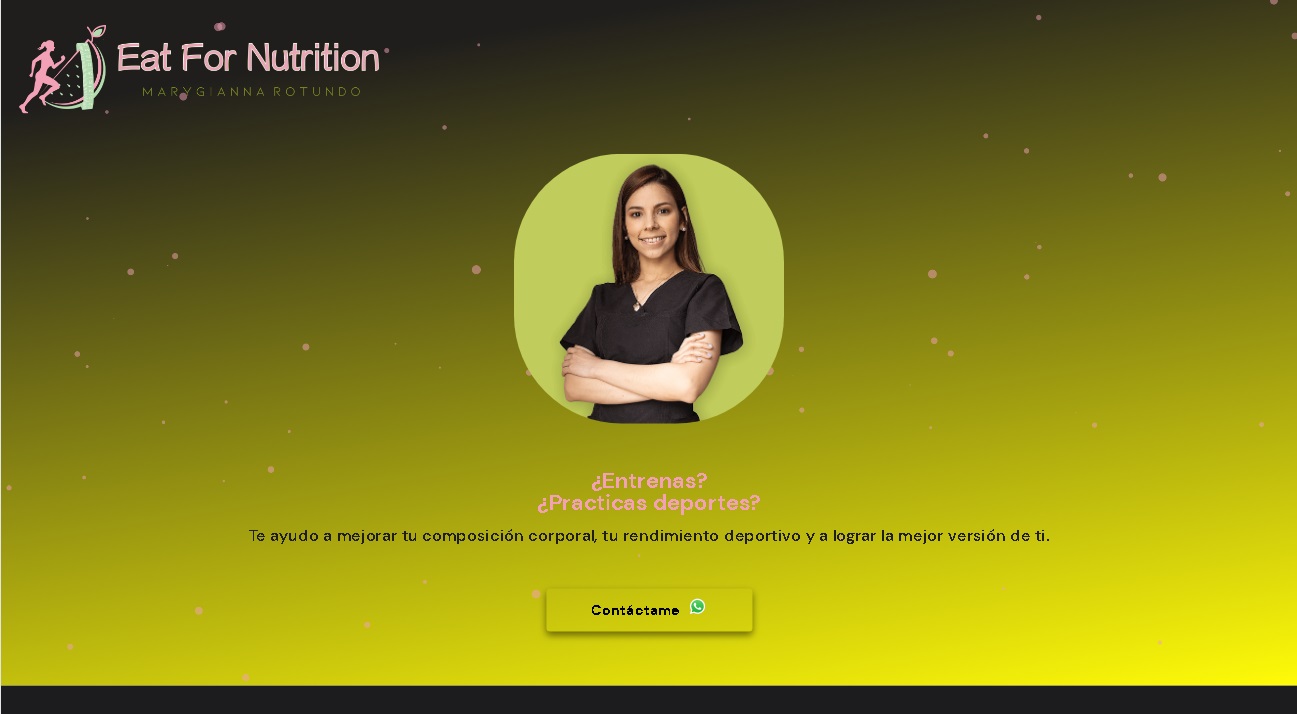 Eat For Nutrition
MARYGIANNA ROTUNDO
¿Entrenas?
¿Practicas deportes?
Te ayudo a mejorar tu composición corporal, tu rendimiento deportivo y a lograr la mejor versión de ti.
Contáctame